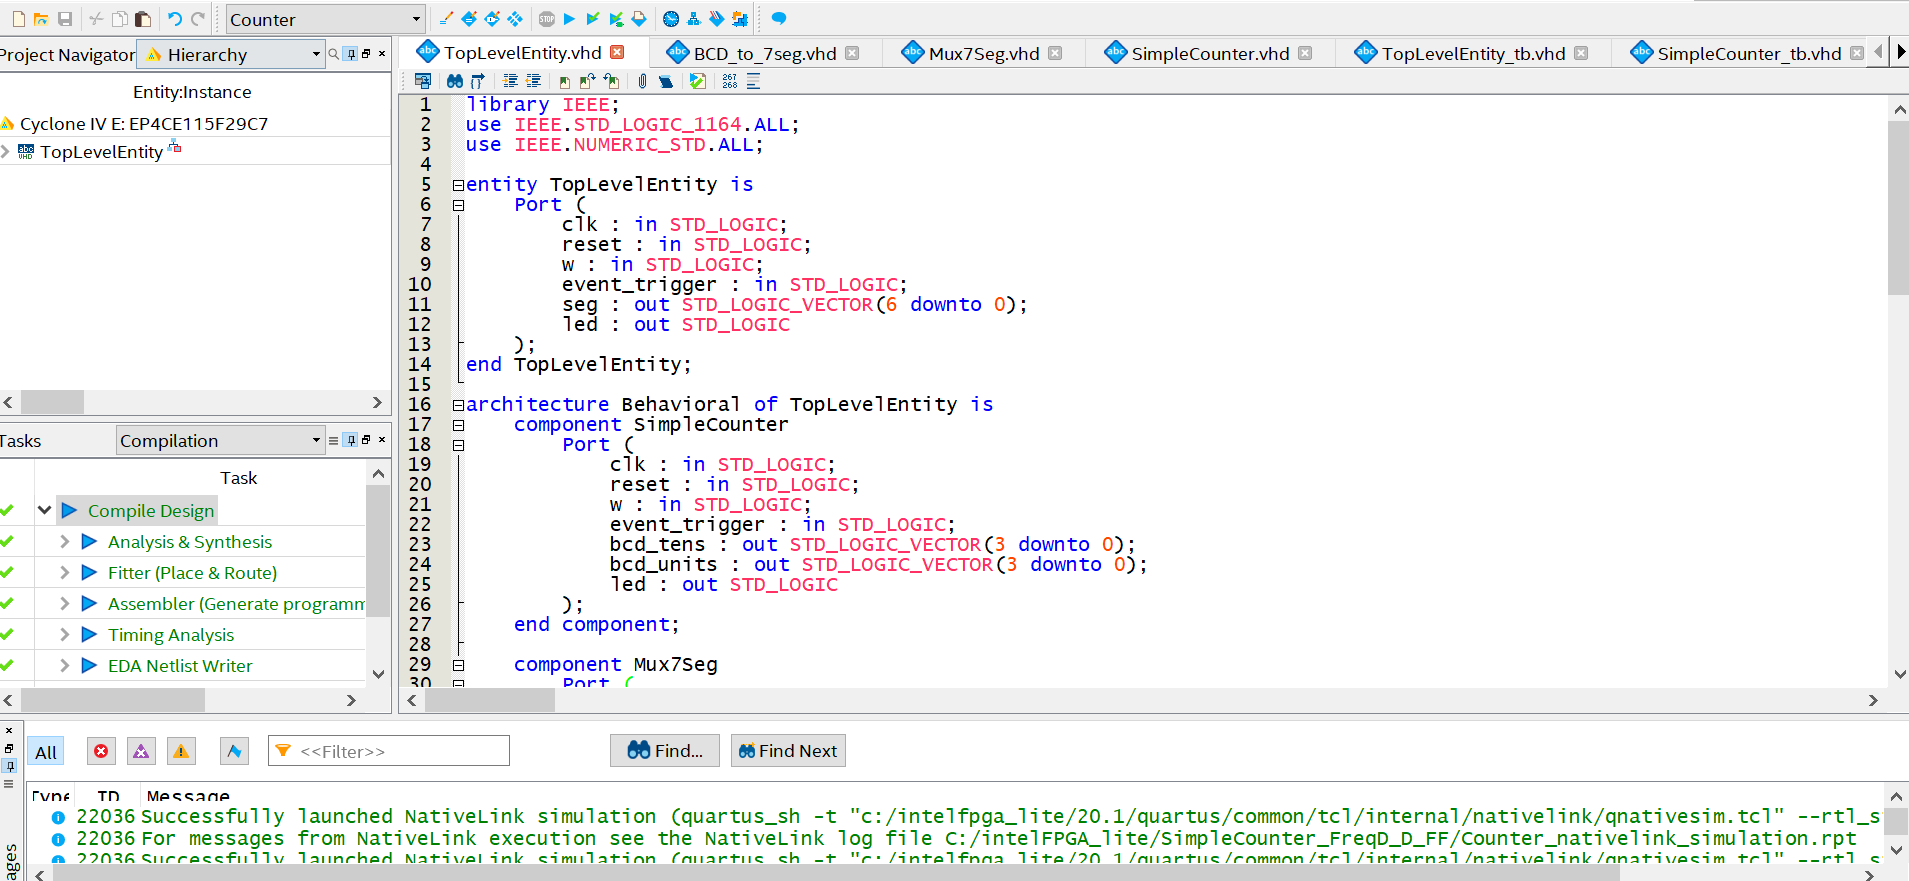 Counter
Project Navigator
Hierarchy
TopLevelEntity.vhd
BCD_to_7seg.vhd
Mux7Seg.vhd
SimpleCounter.vhd
TopLevelEntity_tb.vhd
SimpleCounter_tb.vhd
Entity:Instance
Cyclone IV E: EP4CE115F29C7
TopLevelEntity
Tasks
Compilation
Task
Compile Design
Analysis & Synthesis
Fitter (Place & Route)
Assembler (Generate programm
Timing Analysis
EDA Netlist Writer
267
268
1 library IEEE;
2 use IEEE.STD_LOGIC_1164.ALL;
3 use IEEE.NUMERIC_STD.ALL;
4
5 entity TopLevelEntity is
6 Port (
7 clk : in STD_LOGIC;
8 reset : in STD_LOGIC;
9 w : in STD_LOGIC;
10 event_trigger : in STD_LOGIC;
11 seg : out STD_LOGIC_VECTOR(6 downto 0);
12 led : out STD_LOGIC
13 );
14 end TopLevelEntity;
15
16 architecture Behavioral of TopLevelEntity is
17 component SimpleCounter
18 Port (
19 clk : in STD_LOGIC;
20 reset : in STD_LOGIC;
21 w : in STD_LOGIC;
22 event_trigger : in STD_LOGIC;
23 bcd_tens : out STD_LOGIC_VECTOR(3 downto 0);
24 bcd_units : out STD_LOGIC_VECTOR(3 downto 0);
25 led : out STD_LOGIC
26 );
27 end component;
28
29 component Mux7Seg
30 Port (
All
<<Filter>>
Find...
Find Next
Type ID Message
22036 Successfully launched NativeLink simulation (quartus_sh -t "c:/intelfpga_lite/20.1/quartus/common/tcl/internal/nativelink/qnativesim.tcl" --rtl_s
22036 For messages from NativeLink execution see the NativeLink log file C:/intelFPGA_lite/SimpleCounter_FreqD_D_FF/Counter_nativelink_simulation.rpt
22036 Successfully launched NativeLink simulation (quartus_sh -t "c:/intelfpga_lite/20.1/quartus/common/tcl/internal/nativelink/qnativesim.tcl" --rtl_s
ages